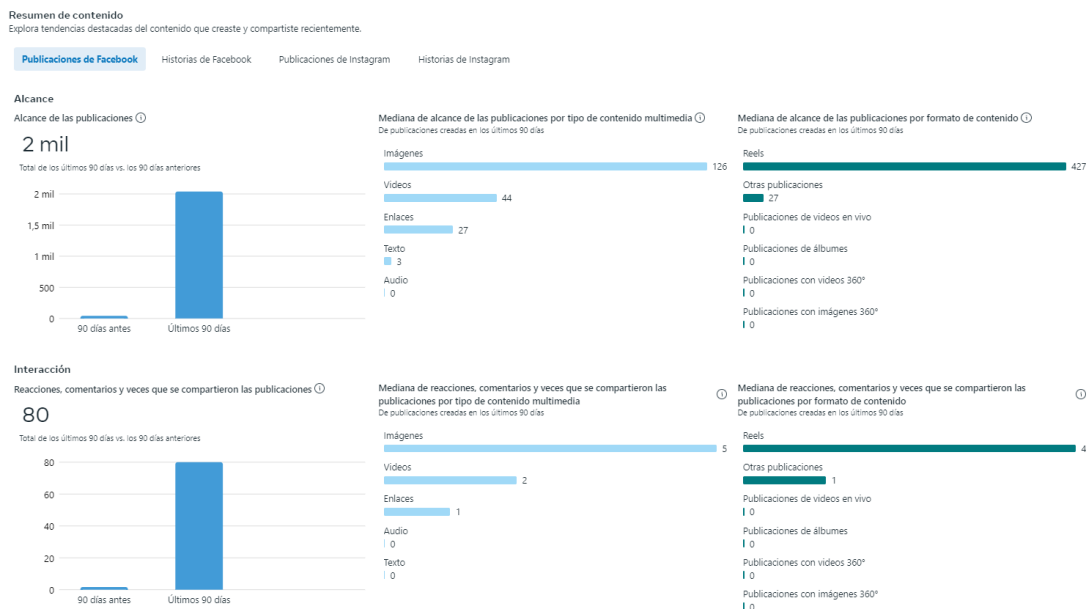 Resumen de contenido
Explora tendencias destacadas del contenido que creaste y compartiste recientemente.
Publicaciones de Facebook
Historias de Facebook
Publicaciones de Instagram
Historias de Instagram
Alcance
Alcance de las publicaciones
2 mil
Total de los últimos 90 días vs. los 90 días anteriores
2 mil
1,5 mil
1 mil
500
0
90 días antes
Últimos 90 días
Mediana de alcance de las publicaciones por tipo de contenido multimedia
De publicaciones creadas en los últimos 90 días
Imágenes
126
Videos
44
Enlaces
27
Texto
3
Audio
0
Mediana de alcance de las publicaciones por formato de contenido
De publicaciones creadas en los últimos 90 días
Reels
427
Otras publicaciones
27
Publicaciones de videos en vivo
0
Publicaciones de álbumes
0
Publicaciones con videos 360°
0
Publicaciones con imágenes 360°
0
Interacción
Reacciones, comentarios y veces que se compartieron las publicaciones
80
Total de los últimos 90 días vs. los 90 días anteriores
80
60
40
20
0
90 días antes
Últimos 90 días
Mediana de reacciones, comentarios y veces que se compartieron las
publicaciones por tipo de contenido multimedia
De publicaciones creadas en los últimos 90 días
Imágenes
5
Videos
2
Enlaces
1
Audio
0
Texto
0
Mediana de reacciones, comentarios y veces que se compartieron las
publicaciones por formato de contenido
De publicaciones creadas en los últimos 90 días
Reels
4
Otras publicaciones
1
Publicaciones de videos en vivo
0
Publicaciones de álbumes
0
Publicaciones con videos 360°
0
Publicaciones con imágenes 360°
0